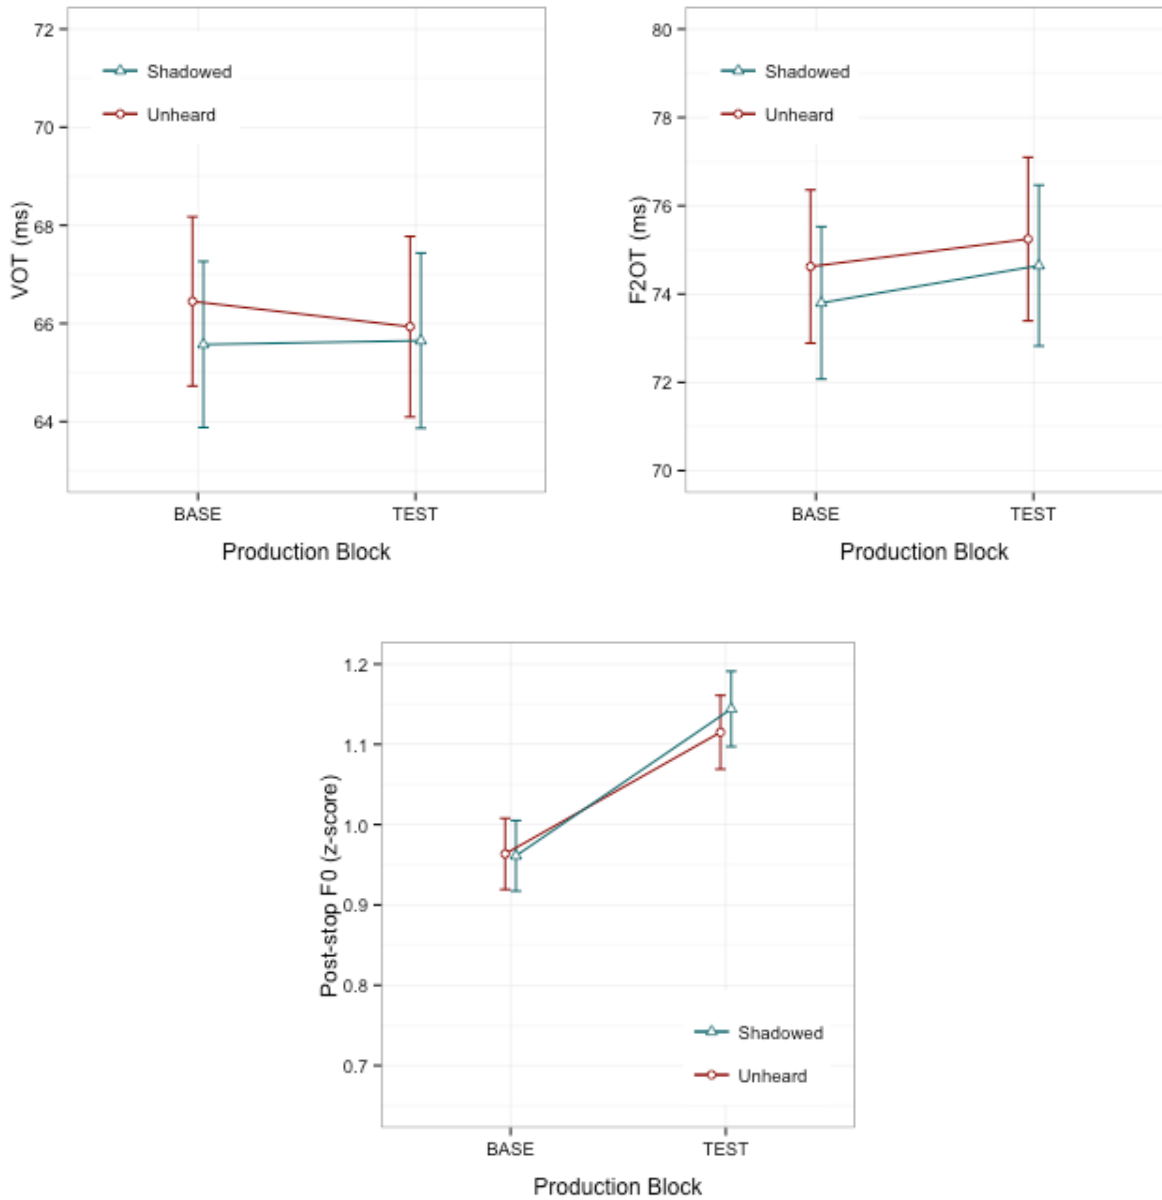 72
70
68
66
64
VOT (ms)
Shadowed
Unheard
BASE TEST
Production Block
80
78
76
74
72
70
F2OT (ms)
Shadowed
Unheard
BASE TEST
Production Block
1.2
1.1
1.0
0.9
0.8
0.7
Post-stop F0 (z-score)
Shadowed
Unheard
BASE TEST
Production Block